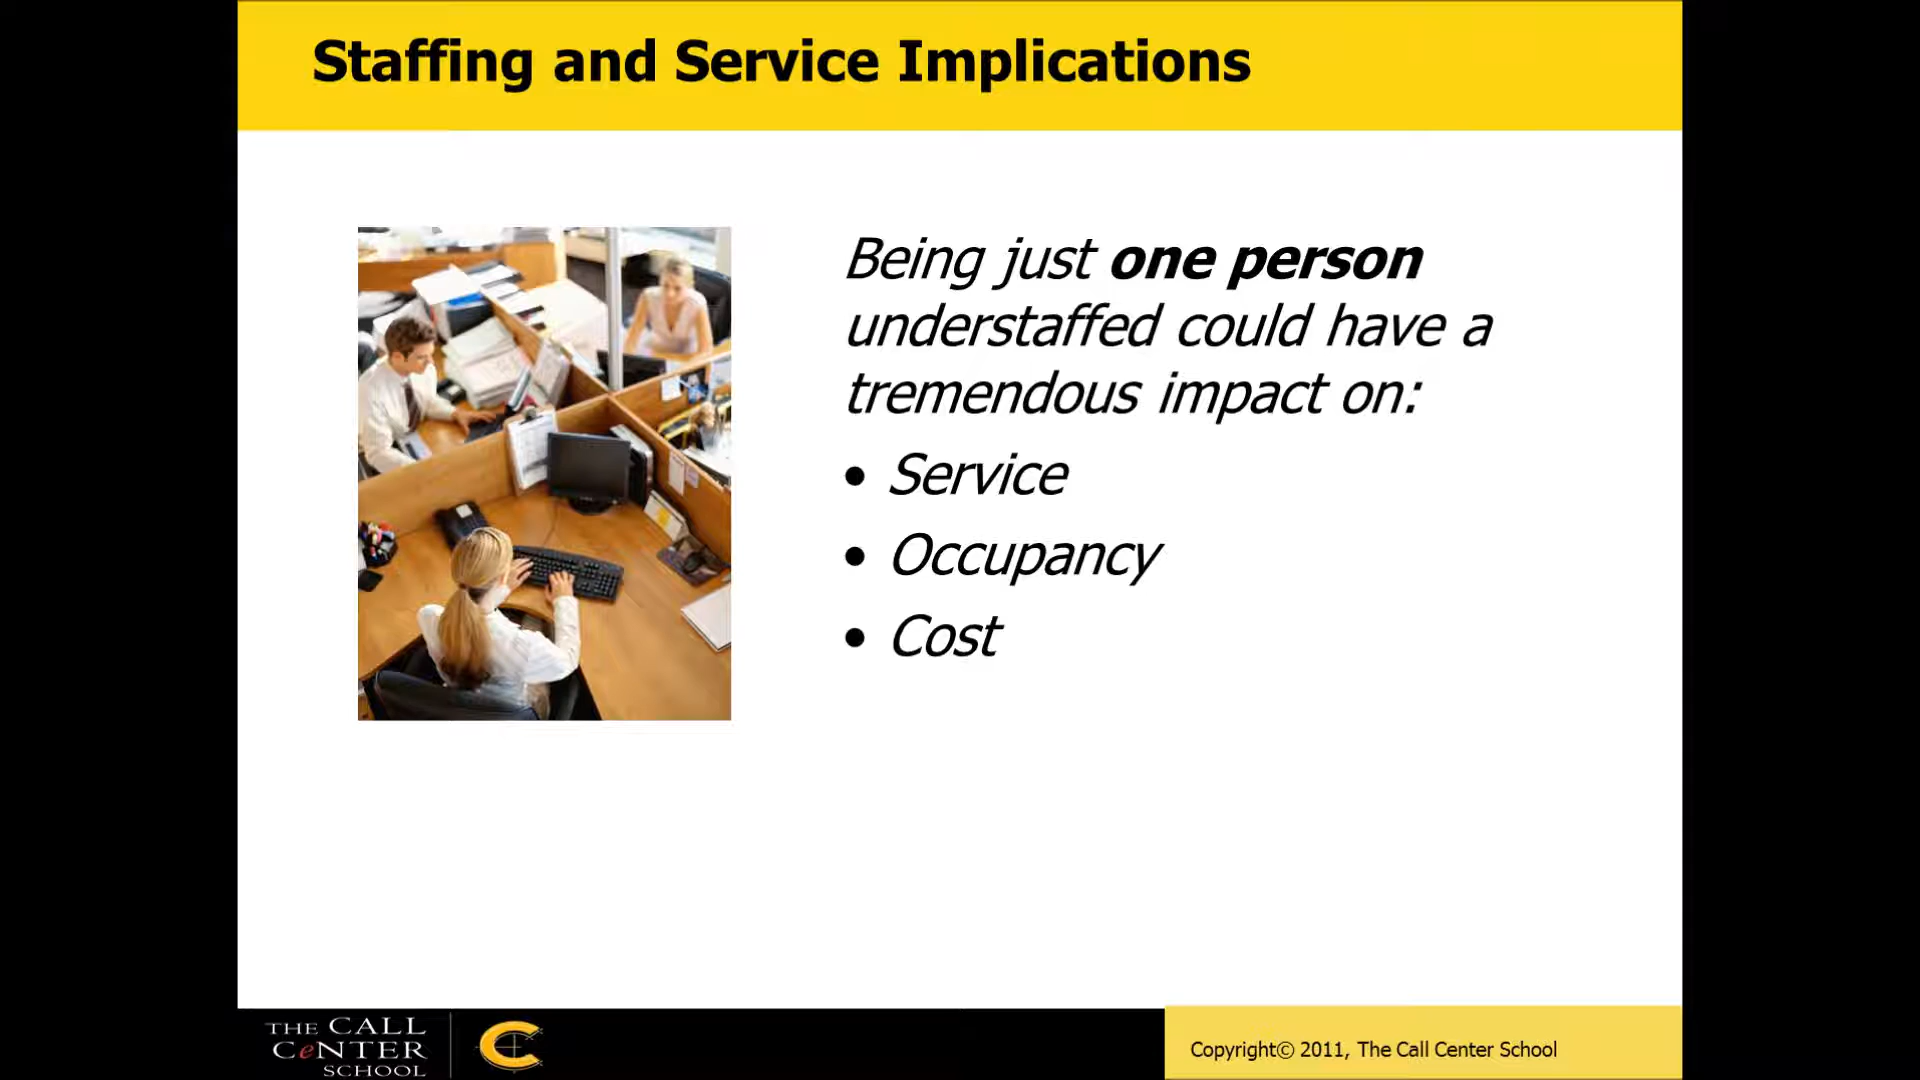 Staffing and Service Implications
Being just one person
understaffed could have a
tremendous impact on:
• Service
• Occupancy
• Cost
THE CALL
CeNTER
SCHOOL
Copyright© 2011, The Call Center School